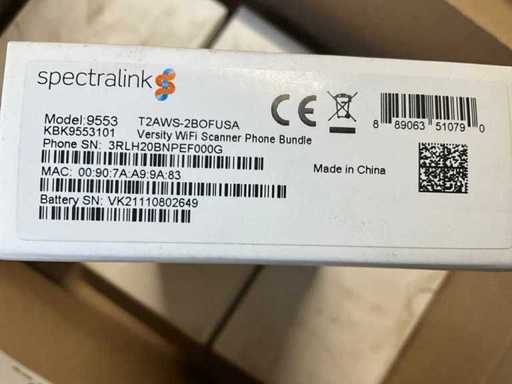 spectralink
Model:9553 T2AWS-2BOFUSA
KBK9553101 Versity WiFi Scanner Phone Bundle
Phone SN: 3RLH20BNPEF000G
MAC: 00:90:7A:A9:9A:83
Battery SN: VK21110802649
CE
8 89063 51079 0
Made in China